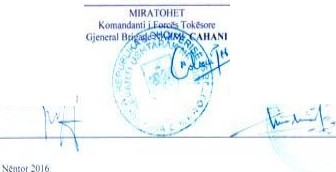 MIRATOHET
Komandanti i Forcës Tokësore
Gjeneral Brigade CAHANI
Nëntor 2016